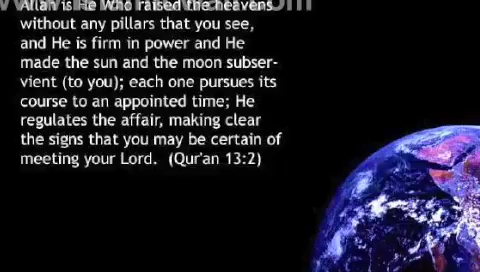 Allah is He Who raised the heavens
without any pillars that you see,
and He is firm in power and He
made the sun and the moon subser-
vient (to you); each one pursues its
course to an appointed time; He
regulates the affair, making clear
the signs that you may be certain of
meeting your Lord. (Qur'an 13:2)